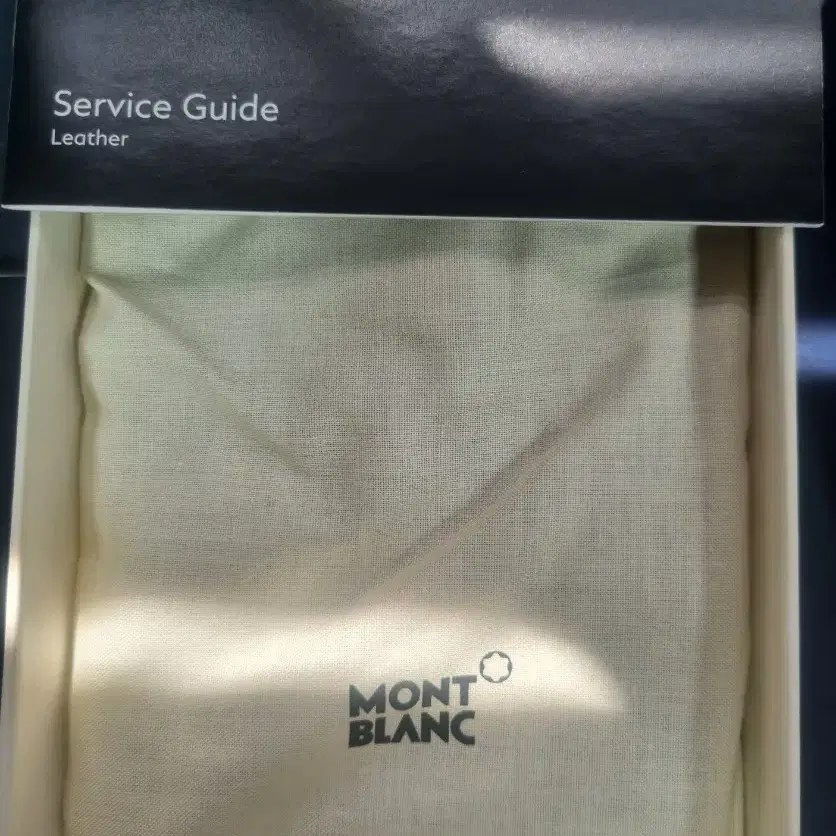 Service Guide
Leather
MONT
BLANC